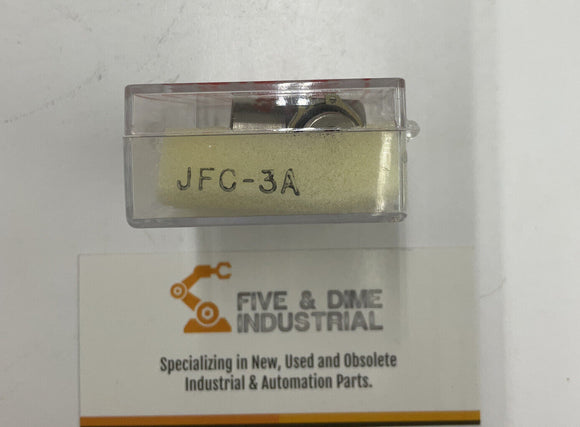 JFC-3A
FIVE & DIME
INDUSTRIAL
Specializing in New, Used and Obsolete
Industrial & Automation Parts.